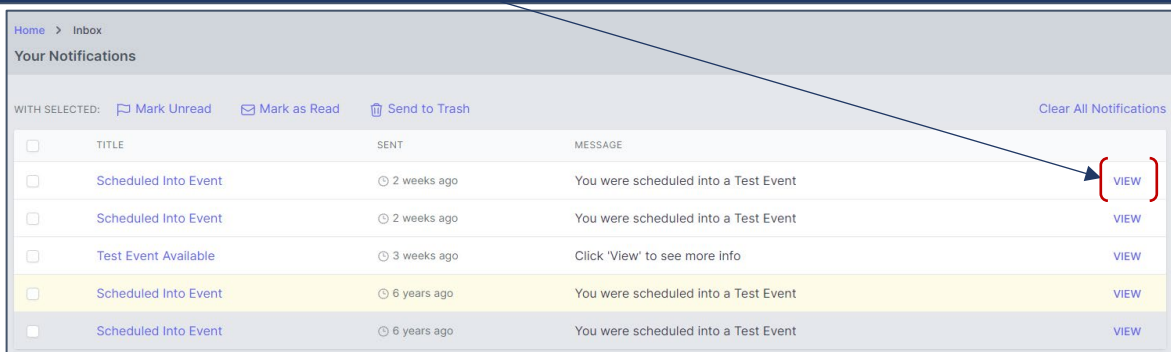 Home > Inbox
Your Notifications
WITH SELECTED: Mark Unread Mark as Read Send to Trash Clear All Notifications
TITLE SENT MESSAGE
Scheduled Into Event 2 weeks ago You were scheduled into a Test Event VIEW
Scheduled Into Event 2 weeks ago You were scheduled into a Test Event VIEW
Test Event Available 3 weeks ago Click 'View' to see more info VIEW
Scheduled Into Event 6 years ago You were scheduled into a Test Event VIEW
Scheduled Into Event 6 years ago You were scheduled into a Test Event VIEW